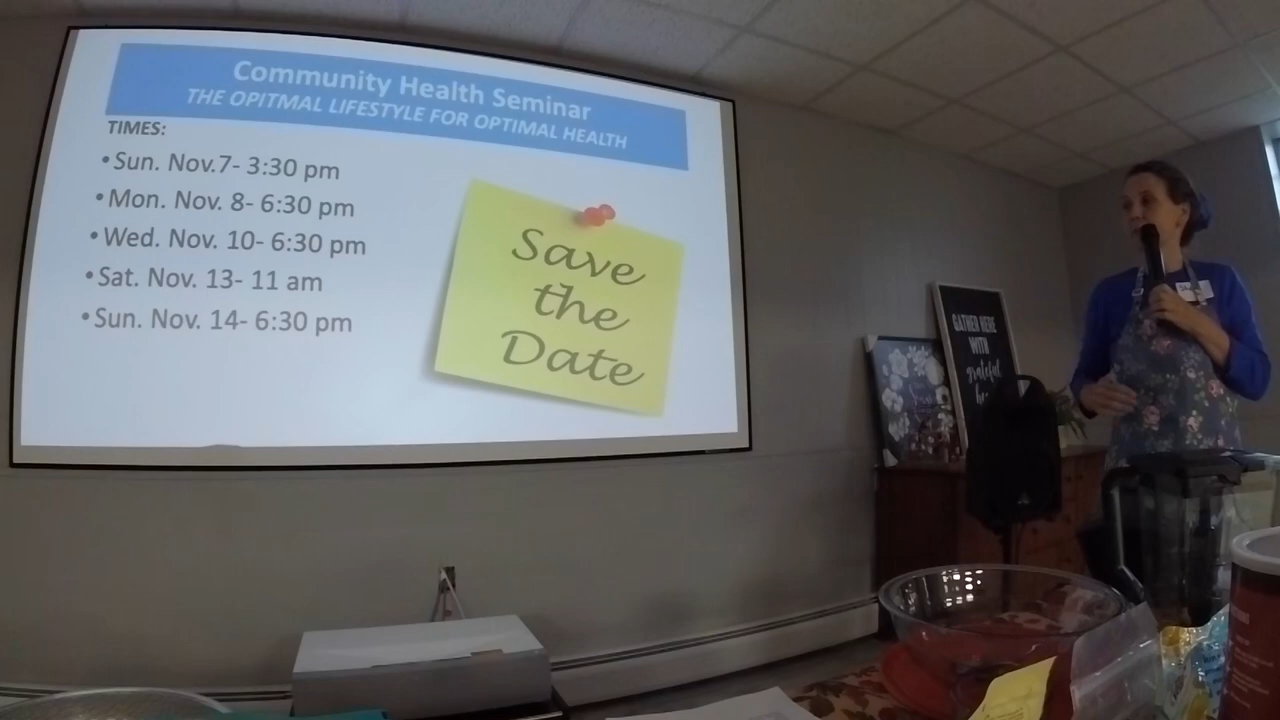 Community Health Seminar
THE OPITMAL LIFESTYLE FOR OPTIMAL HEALTH
TIMES:
•Sun. Nov.7- 3:30 pm
•Mon. Nov. 8- 6:30 pm
•Wed. Nov. 10- 6:30 pm
•Sat. Nov. 13- 11 am
•Sun. Nov. 14- 6:30 pm
Save
the
Date
GATHER HERE
WITH
grateful